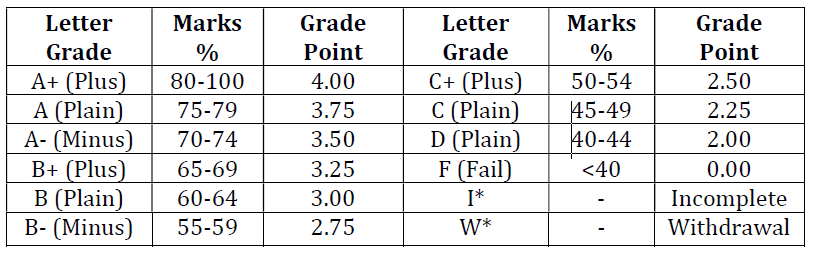 Letter Grade Marks % Grade Point Letter Grade Marks % Grade Point
A+ (Plus) 80-100 4.00 C+ (Plus) 50-54 2.50
A (Plain) 75-79 3.75 C (Plain) 45-49 2.25
A- (Minus) 70-74 3.50 D (Plain) 40-44 2.00
B+ (Plus) 65-69 3.25 F (Fail) <40 0.00
B (Plain) 60-64 3.00 I* - Incomplete
B- (Minus) 55-59 2.75 W* - Withdrawal